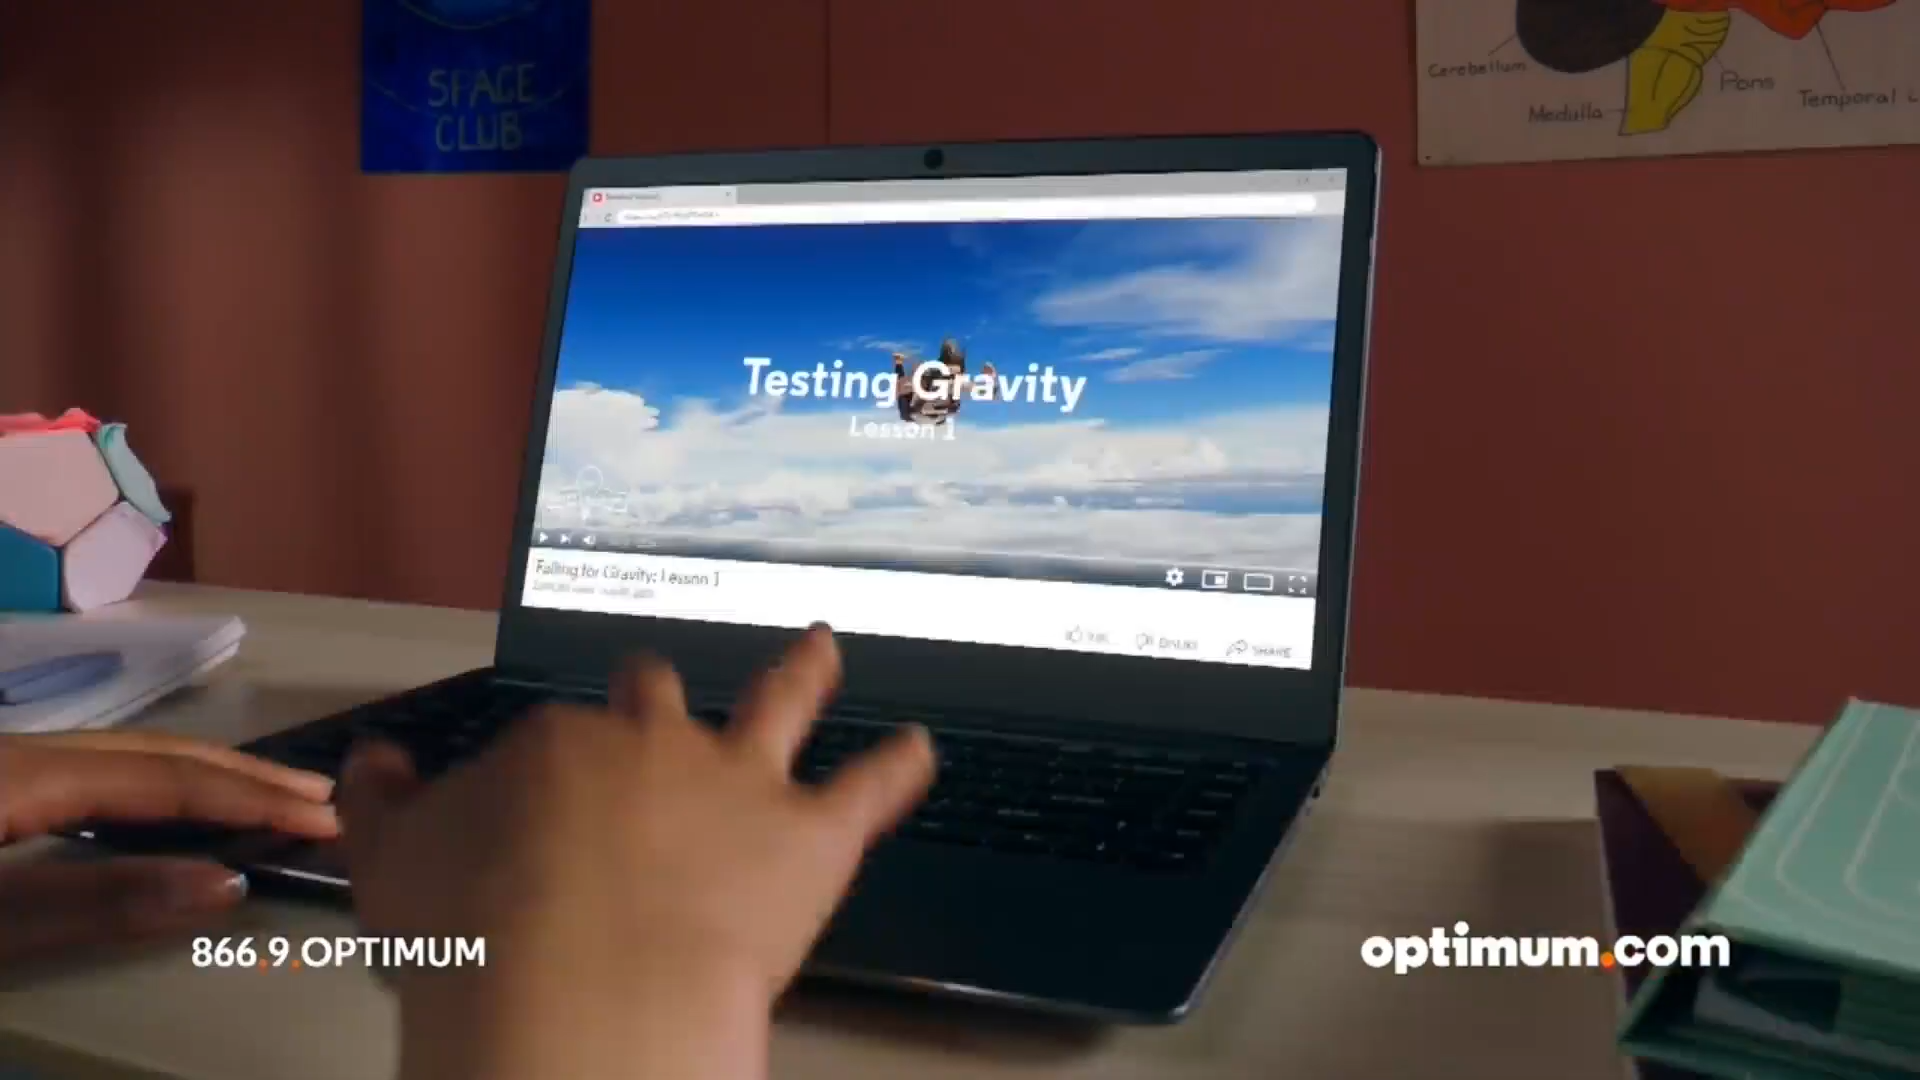 SPACE
CLUB
Cerebellum
Pons
Medulla
Temporal
Testing Gravity
Lesson 1
Falling for Gravity: Lesson 1
DISLIKE
SHARE
866.9.OPTIMUM
optimum.com